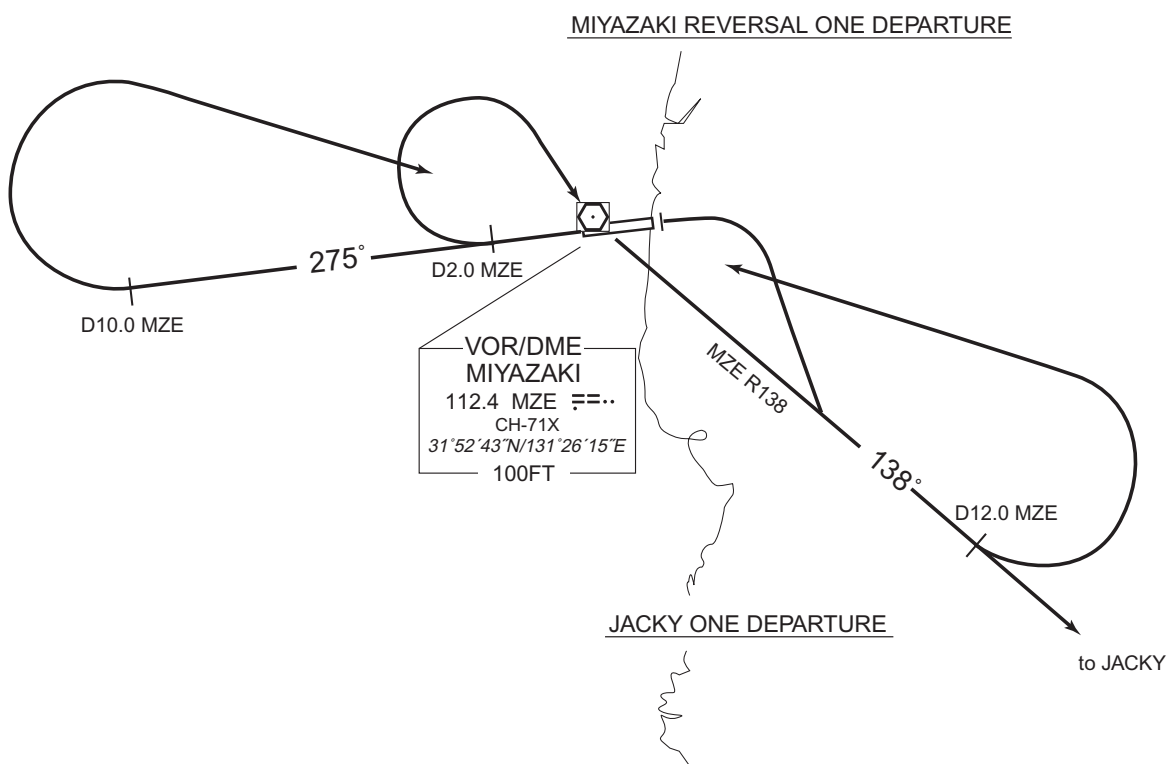 MIYAZAKI REVERSAL ONE DEPARTURE
275°
D2.0 MZE
D10.0 MZE
VOR/DME
MIYAZAKI
112.4 MZE
CH-71X
31°52´43˝N/131°26´15˝E
100FT
MZE R138
138°
D12.0 MZE
JACKY ONE DEPARTURE
to JACKY